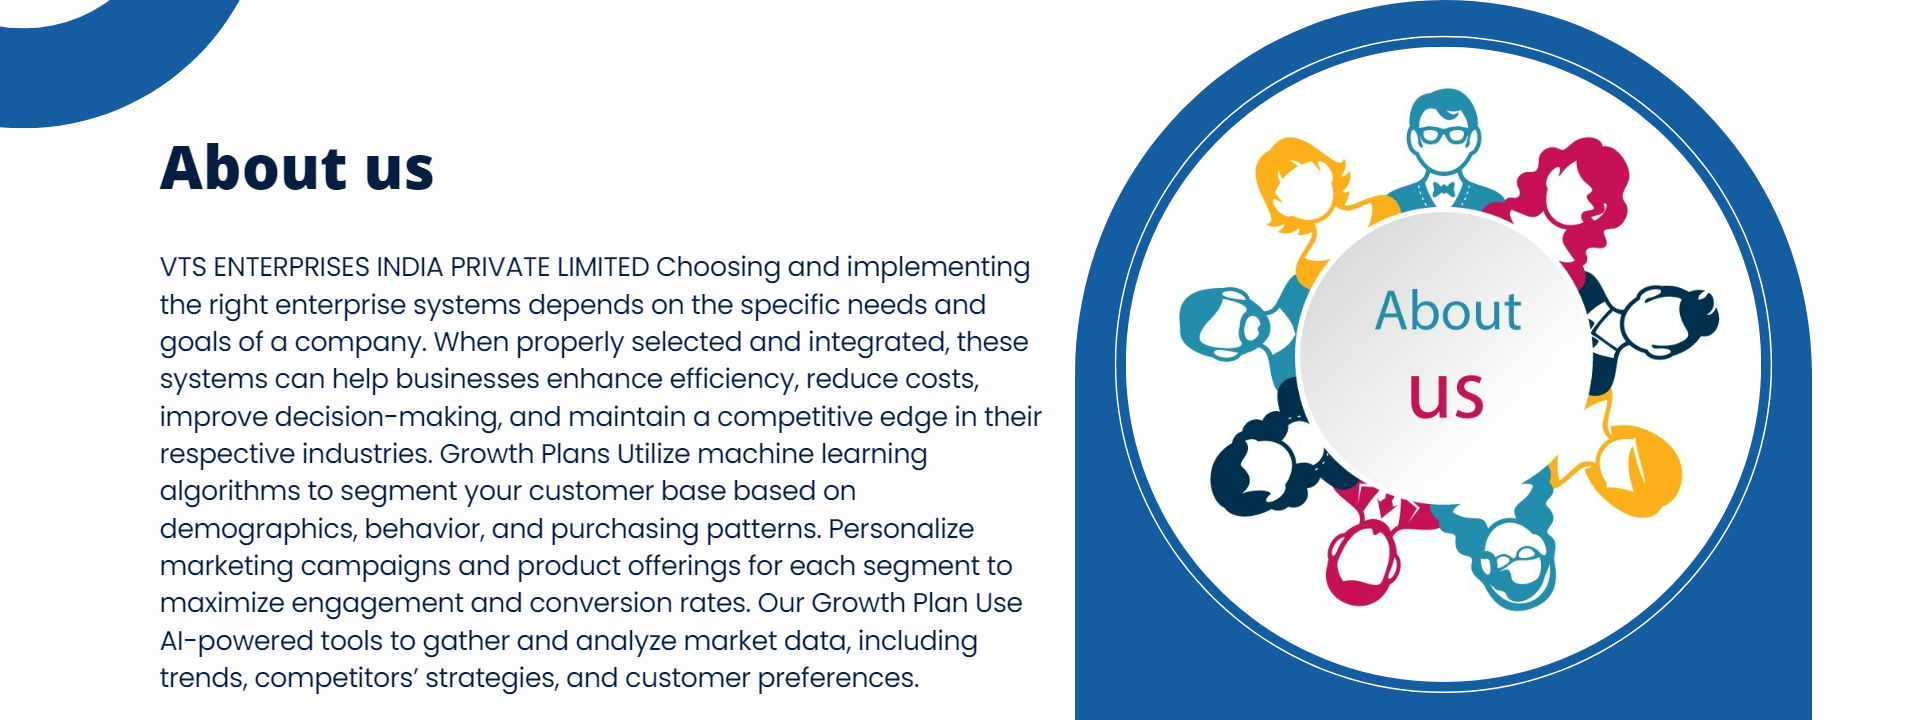 About us
VTS ENTERPRISES INDIA PRIVATE LIMITED Choosing and implementing
the right enterprise systems depends on the specific needs and
goals of a company. When properly selected and integrated, these
systems can help businesses enhance efficiency, reduce costs,
improve decision-making, and maintain a competitive edge in their
respective industries. Growth Plans Utilize machine learning
algorithms to segment your customer base based on
demographics, behavior, and purchasing patterns. Personalize
marketing campaigns and product offerings for each segment to
maximize engagement and conversion rates. Our Growth Plan Use
AI-powered tools to gather and analyze market data, including
trends, competitors’ strategies, and customer preferences.
About
us